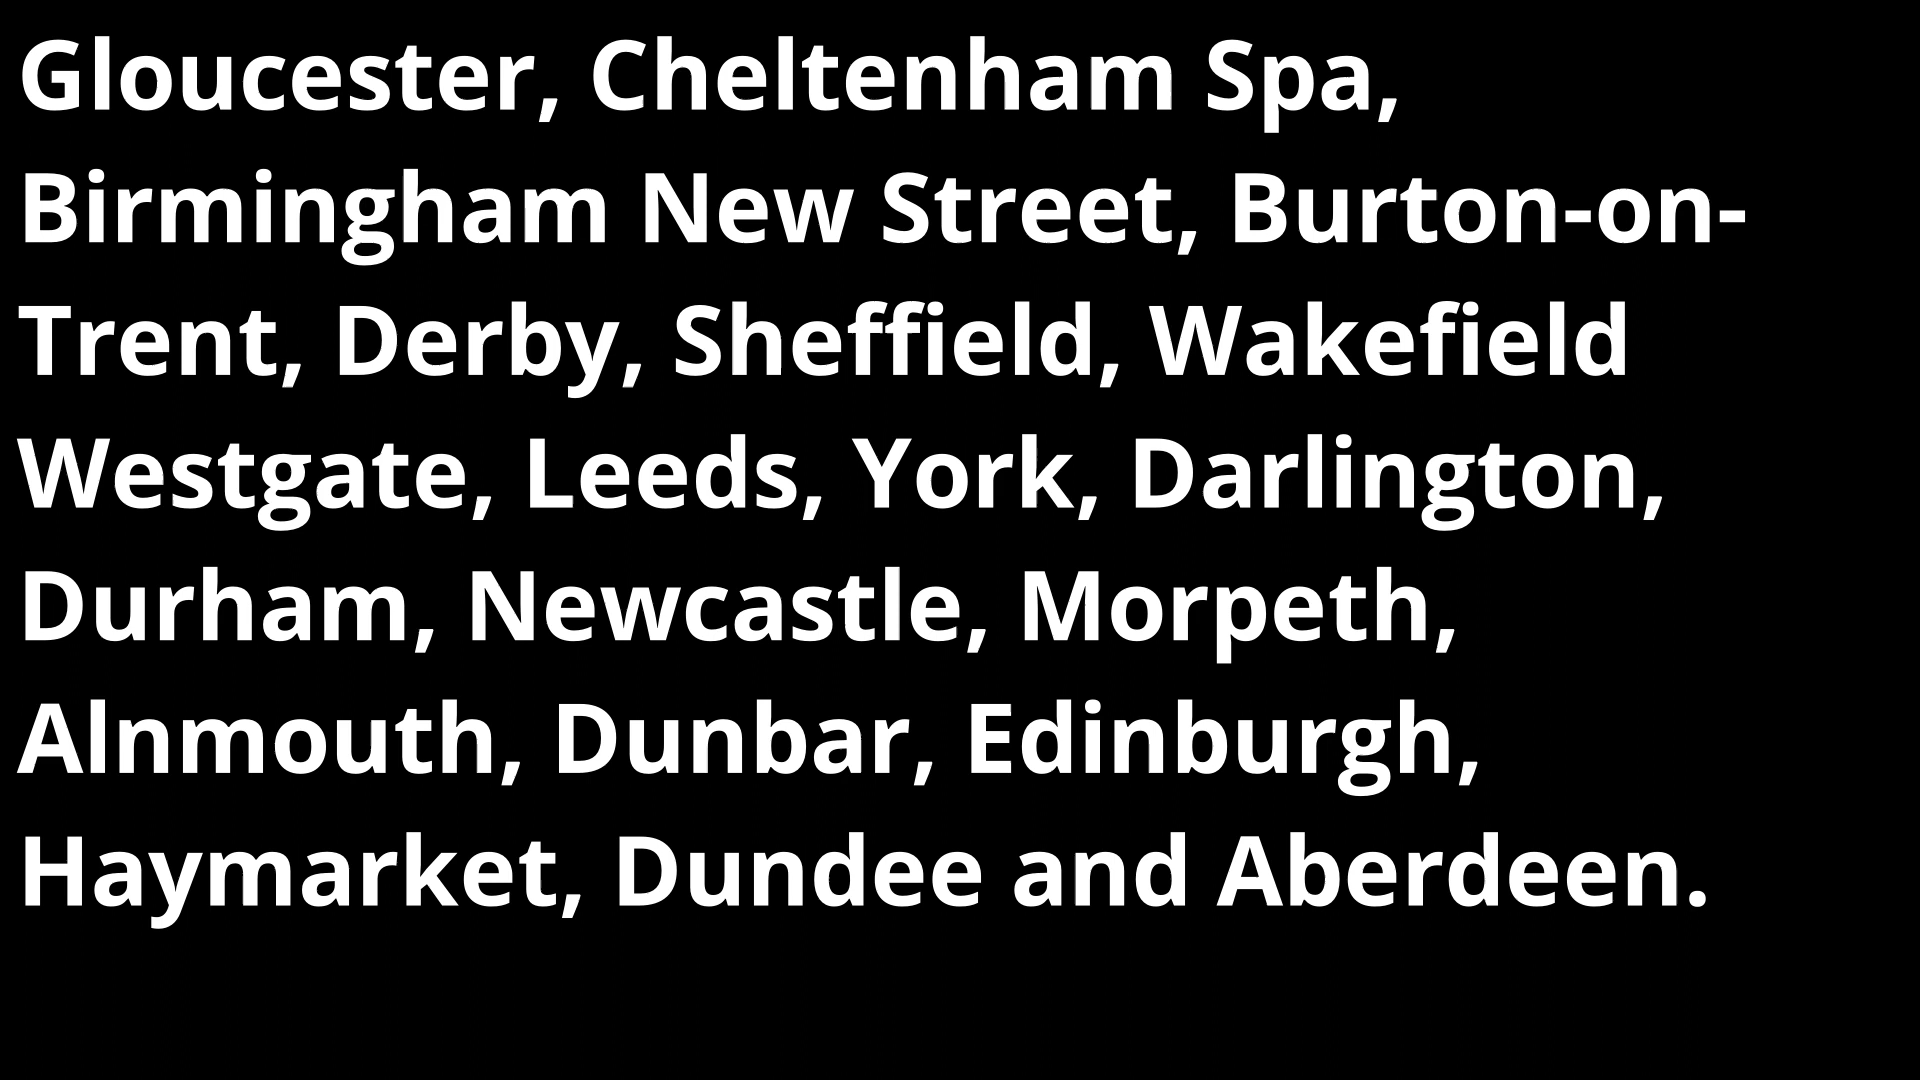 Gloucester, Cheltenham Spa,
Birmingham New Street, Burton-on-
Trent, Derby, Sheffield, Wakefield
Westgate, Leeds, York, Darlington,
Durham, Newcastle, Morpeth,
Alnmouth, Dunbar, Edinburgh,
Haymarket, Dundee and Aberdeen.